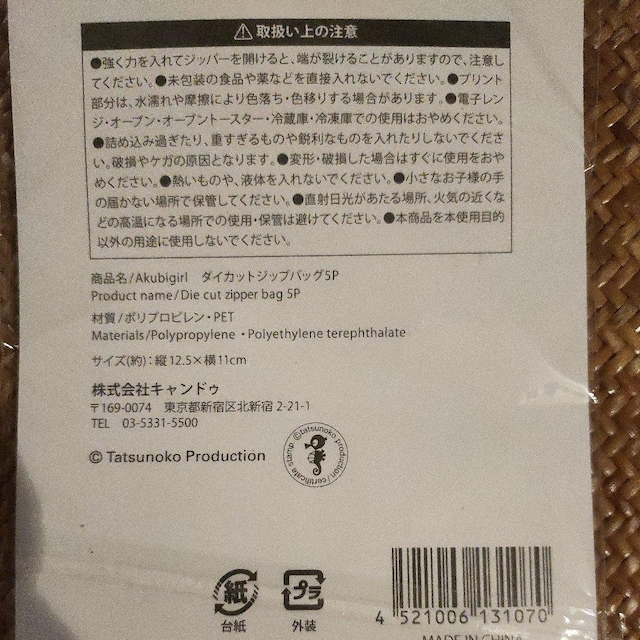 ⚠取扱い上の注意
●強く力を入れてジッパーを開けると、端が裂けることがありますので、注意し
てください。●未包装の食品や薬などを直接入れないでください。●プリント
部分は、水濡れや摩擦により色落ち・色移りする場合があります。●電子レン
ジ・オーブン・オーブントースター・冷蔵庫・冷凍庫での使用はおやめください。
●詰め込み過ぎたり、重すぎるものや鋭利なものを入れたりしないでくださ
い。破損やケガの原因となります。●変形・破損した場合はすぐに使用をおや
めください。●熱いものや、液体を入れないでください。●小さなお子様の手
の届かない場所で保管してください。●直射日光があたる場所、火気の近くな
どの高温になる場所での使用・保管は避けてください。●本商品を本使用目的
以外の用途に使用しないでください。
商品名/Akubigirl ダイカットジップバッグ5P
Product name/Die cut zipper bag 5P
材質/ポリプロピレン・PET
Materials/Polypropylene・Polyethylene terephthalate
サイズ(約):縦12.5×横11cm
株式会社キャンドゥ
〒169-0074 東京都新宿区北新宿2-21-1
TEL 03-5331-5500
© Tatsunoko Production
©tatsunoko production/certificate stamp.
紙 プラ
台紙 外装
4 521006 131070
MADE IN CHINA